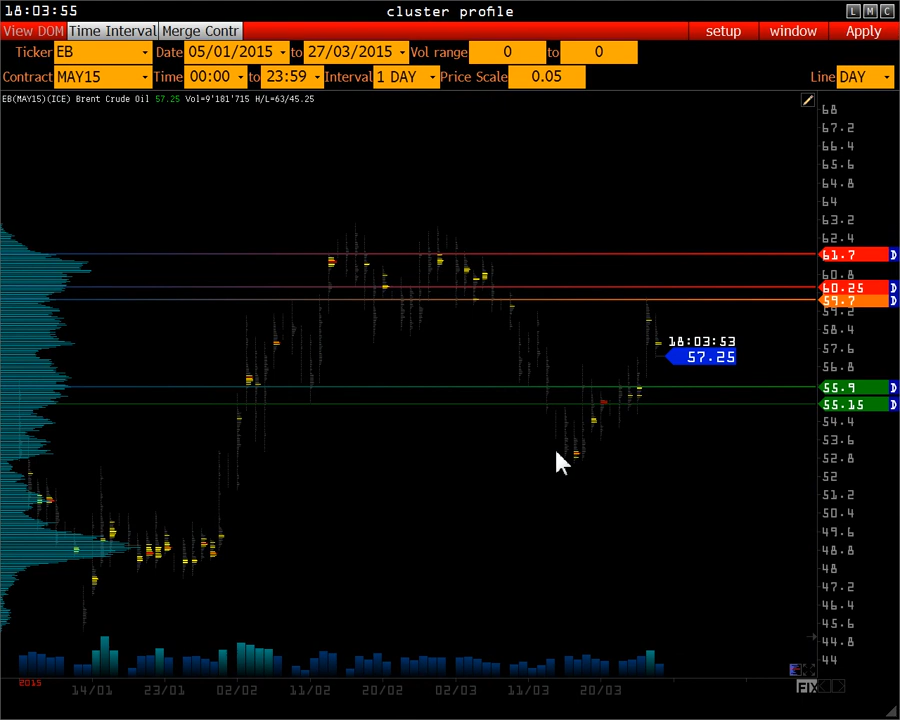 18:03:55 cluster profile L M C
View DOM Time Interval Merge Contr setup window Apply
Ticker EB Date 05/01/2015 to 27/03/2015 Vol range 0 to 0
Contract MAY15 Time 00:00 to 23:59 Interval 1 DAY Price Scale 0.05 Line DAY
EB(MAY15)(ICE) Brent Crude Oil 57.25 Vol=9'181'715 H/L=63/45.25
68
67.2
66.4
65.6
64.8
64
63.2
62.4
61.7 D
60.8
60.25 D
59.7 D
59.2
58.4
18:03:53
57.6
57.25
56.8
55.9 D
55.15 D
54.4
53.6
52.8
52
51.2
50.4
49.6
48.8
48
47.2
46.4
45.6
44.8
44
2015 14/01 23/01 02/02 11/02 20/02 02/03 11/03 20/03 FIX